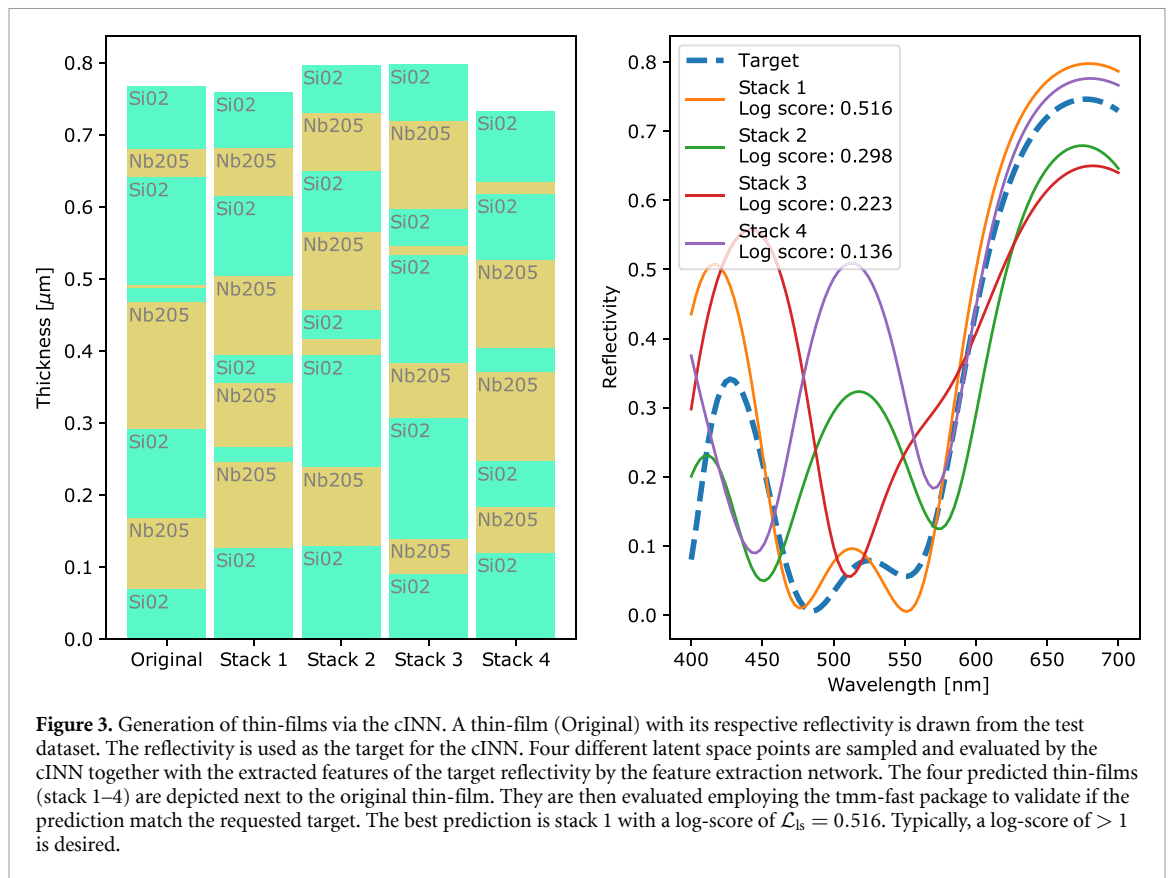 0.8
0.7
0.6
0.5
0.4
0.3
0.2
0.1
0.0
Thickness [μm]
Si02
Nb205
Si02
Nb205
Si02
Nb205
Si02
Original
Si02
Nb205
Si02
Nb205
Si02
Nb205
Nb205
Si02
Stack 1
Si02
Nb205
Si02
Nb205
Si02
Si02
Nb205
Si02
Stack 2
Si02
Nb205
Si02
Si02
Nb205
Si02
Nb205
Si02
Stack 3
Si02
Si02
Nb205
Nb205
Si02
Nb205
Si02
Stack 4
0.8
0.7
0.6
0.5
0.4
0.3
0.2
0.1
0.0
Reflectivity
Target
Stack 1
Log score: 0.516
Stack 2
Log score: 0.298
Stack 3
Log score: 0.223
Stack 4
Log score: 0.136
400 450 500 550 600 650 700
Wavelength [nm]
Figure 3. Generation of thin-films via the cINN. A thin-film (Original) with its respective reflectivity is drawn from the test
dataset. The reflectivity is used as the target for the cINN. Four different latent space points are sampled and evaluated by the
cINN together with the extracted features of the target reflectivity by the feature extraction network. The four predicted thin-films
(stack 1–4) are depicted next to the original thin-film. They are then evaluated employing the tmm-fast package to validate if the
prediction match the requested target. The best prediction is stack 1 with a log-score of ℒls = 0.516. Typically, a log-score of > 1
is desired.